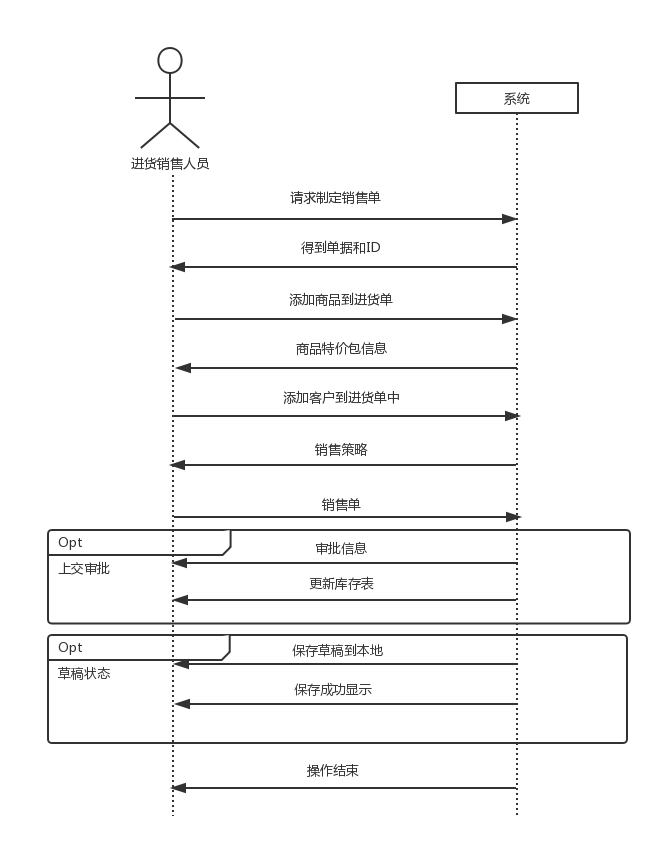 系统
进货销售人员
请求制定销售单
得到单据和ID
添加商品到进货单
商品特价包信息
添加客户到进货单中
销售策略
销售单
Opt
上交审批
审批信息
更新库存表
Opt
草稿状态
保存草稿到本地
保存成功显示
操作结束